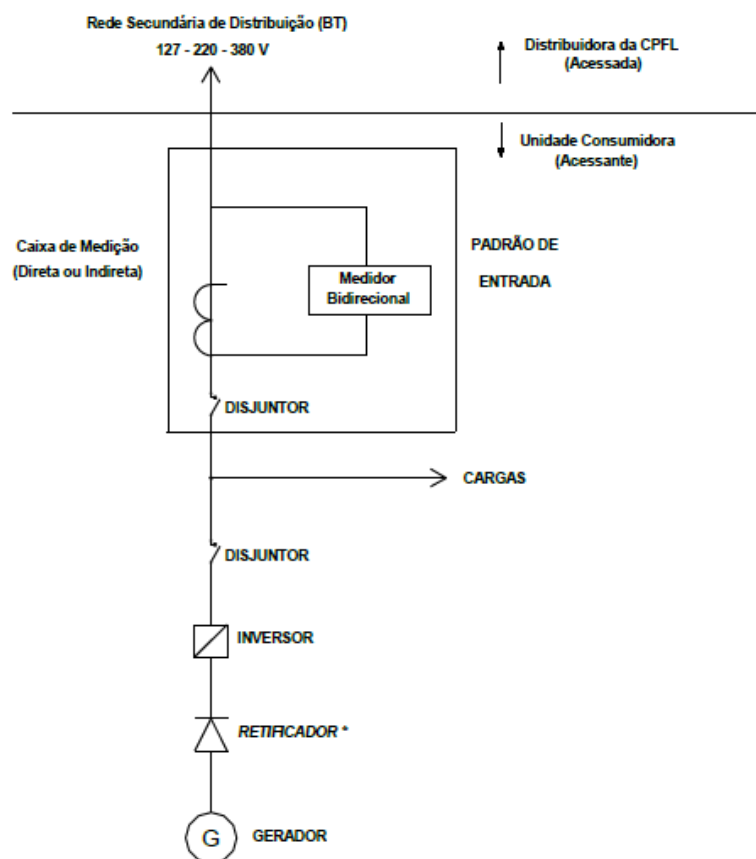 Rede Secundária de Distribuição (BT)
127 - 220 - 380 V
Distribuidora da CPFL
(Acessada)
Unidade Consumidora
(Acessante)
Caixa de Medição
(Direta ou Indireta)
Medidor
Bidirecional
PADRÃO DE
ENTRADA
DISJUNTOR
CARGAS
DISJUNTOR
INVERSOR
RETIFICADOR *
G
GERADOR